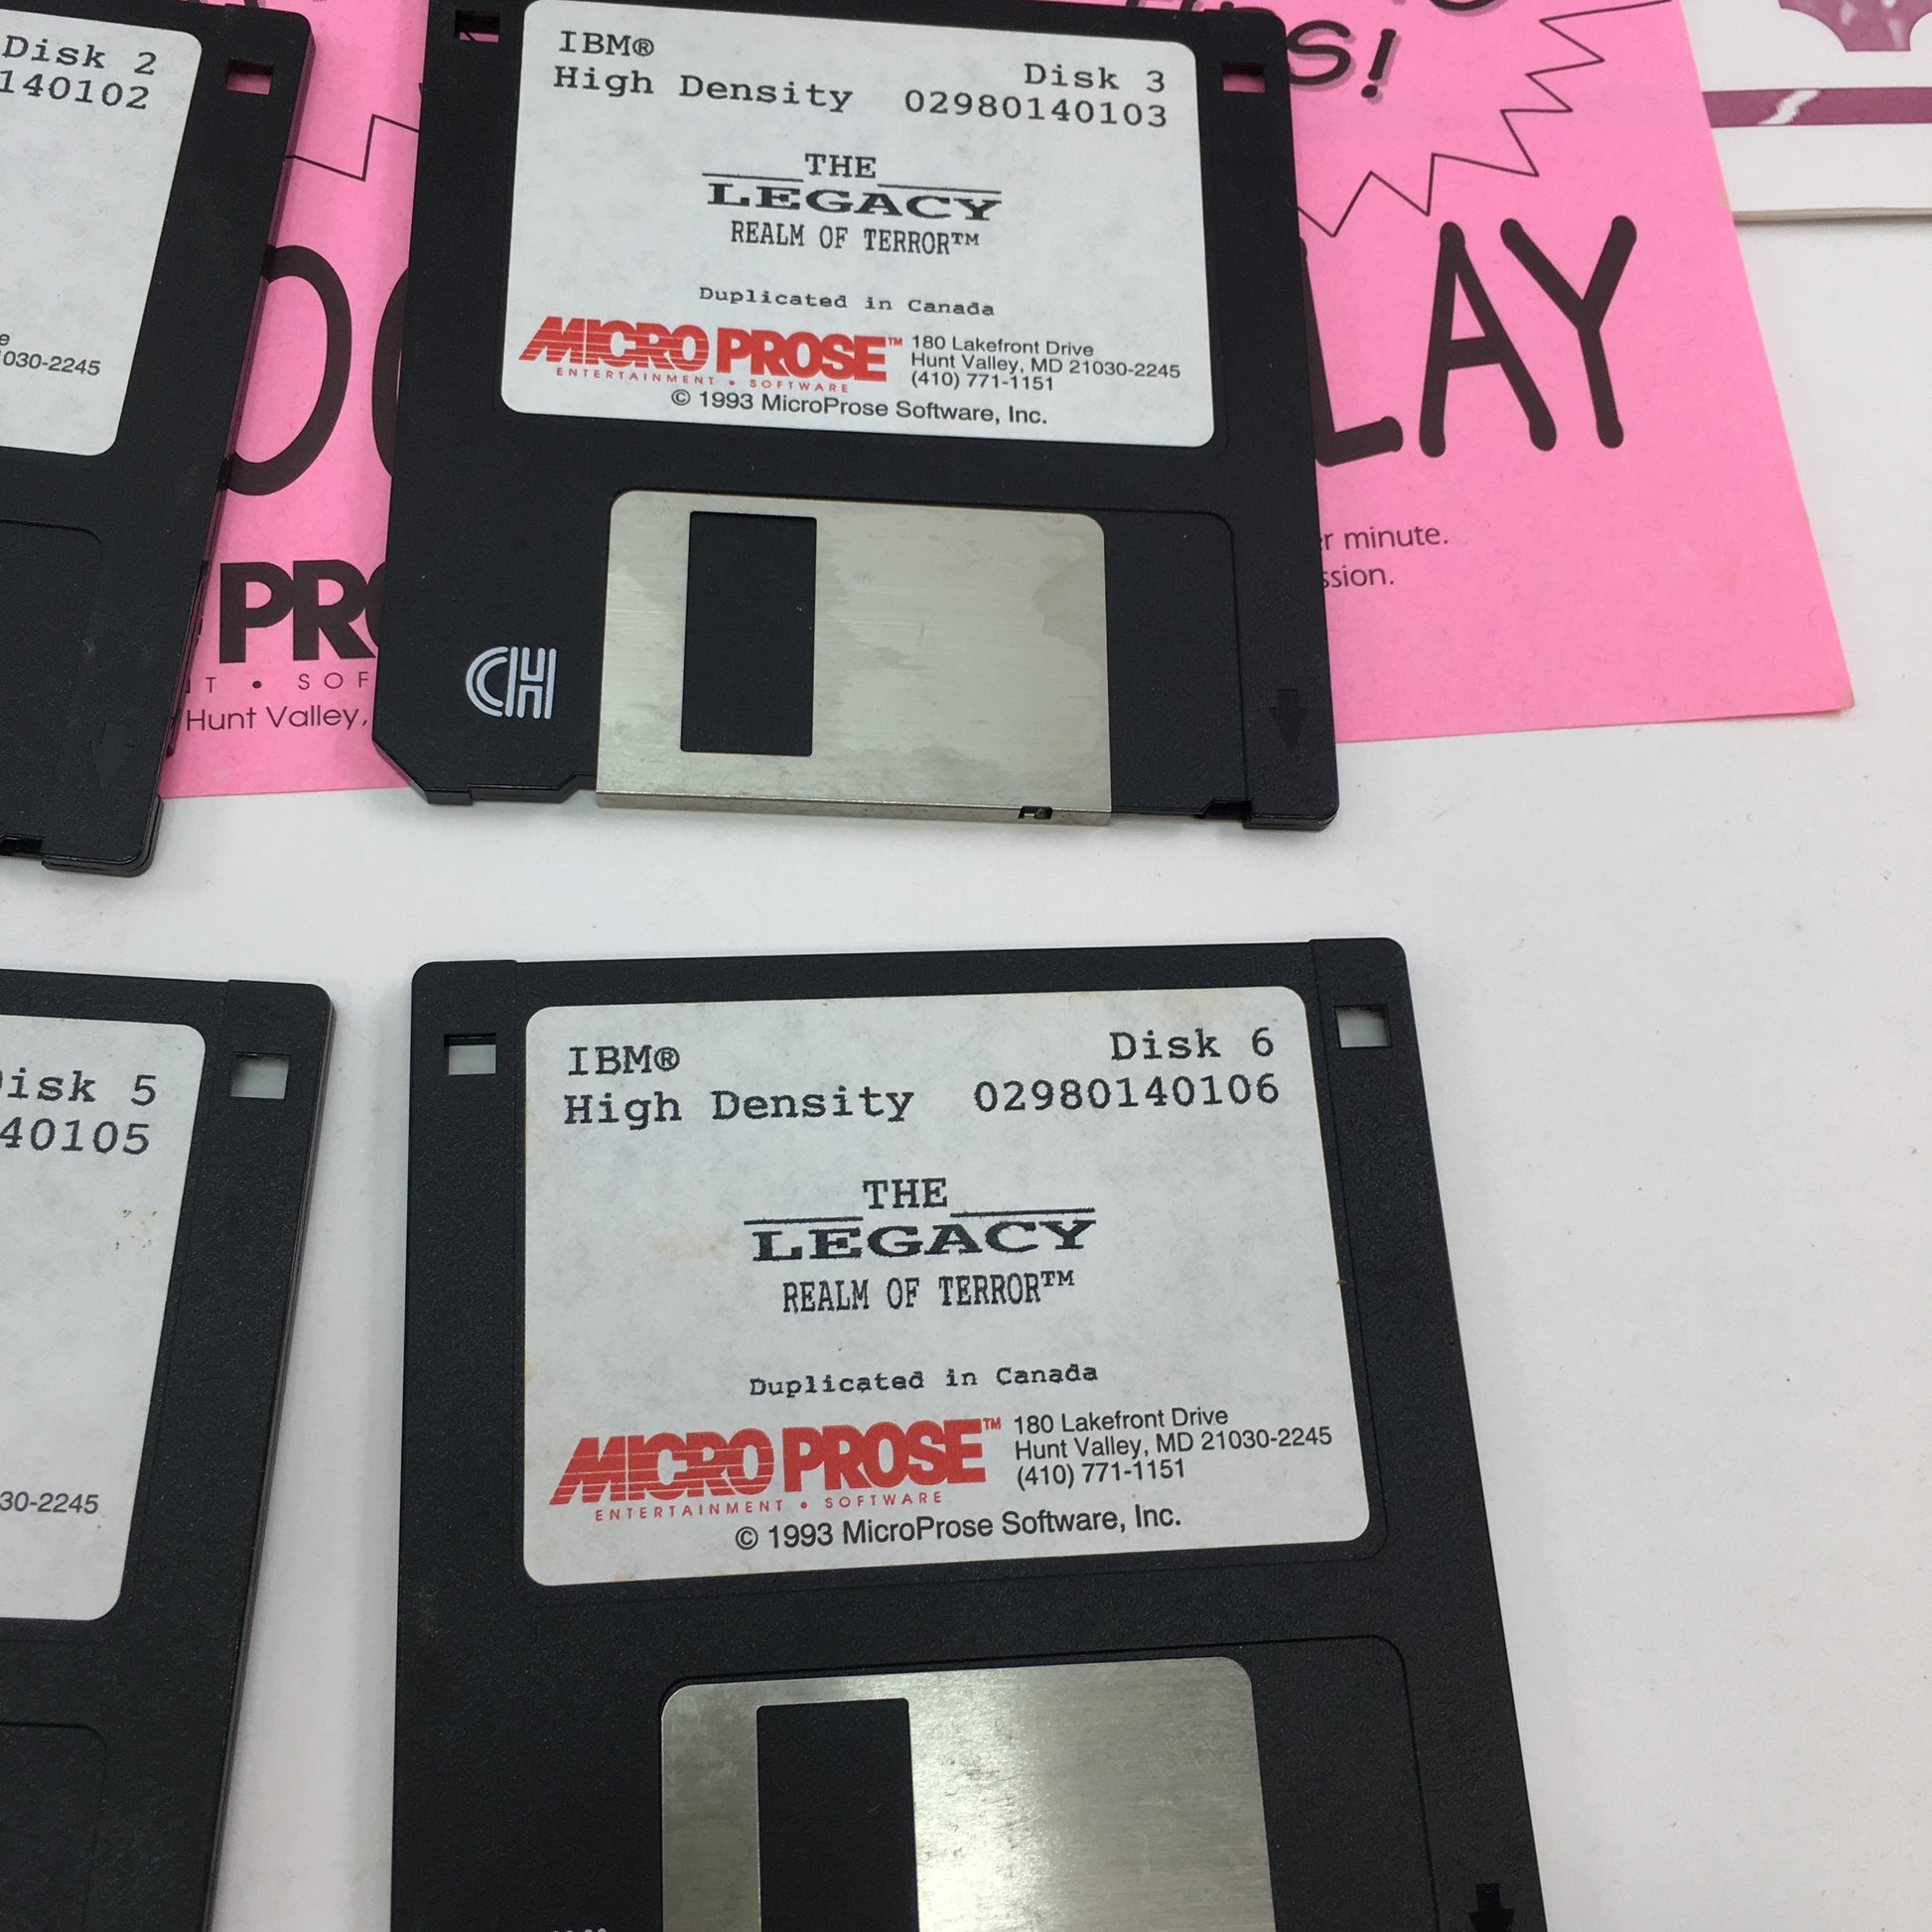 Disk 2
140102
030-2245
IBM®
High Density
Disk 3
02980140103
THE
LEGACY
REALM OF TERROR™
Duplicated in Canada
MICRO PROSE™
ENTERTAINMENT • SOFTWARE
180 Lakefront Drive
Hunt Valley, MD 21030-2245
(410) 771-1151
© 1993 MicroProse Software, Inc.
CH
S!
LAY
r minute.
ssion.
PRO
T • SOF
Hunt Valley,
isk 5
40105
30-2245
IBM®
High Density
Disk 6
02980140106
THE
LEGACY
REALM OF TERROR™
Duplicated in Canada
MICRO PROSE™
ENTERTAINMENT • SOFTWARE
180 Lakefront Drive
Hunt Valley, MD 21030-2245
(410) 771-1151
© 1993 MicroProse Software, Inc.